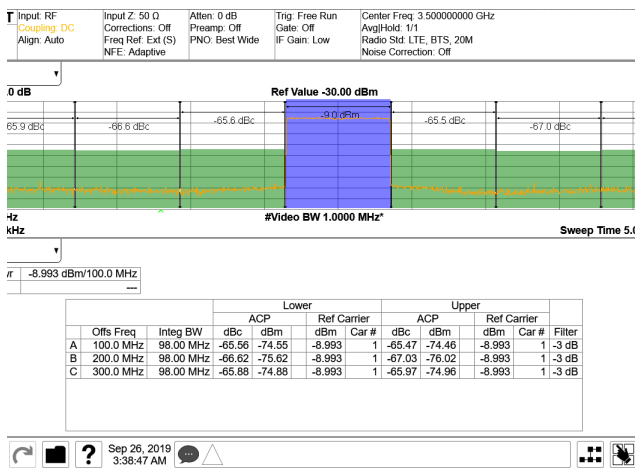 T Input: RF Input Z: 50 Ω Atten: 0 dB Trig: Free Run Center Freq: 3.500000000 GHz
Coupling: DC Corrections: Off Preamp: Off Gate: Off Avg|Hold: 1/1
Align: Auto Freq Ref: Ext (S) PNO: Best Wide IF Gain: Low Radio Std: LTE, BTS, 20M
NFE: Adaptive Noise Correction: Off
.0 dB Ref Value -30.00 dBm
65.9 dBc -66.6 dBc -65.6 dBc -9.0 dBm -65.5 dBc -67.0 dBc
Hz #Video BW 1.0000 MHz*
kHz Sweep Time 5.0
wr -8.993 dBm/100.0 MHz
---
Lower Upper
ACP Ref Carrier ACP Ref Carrier
Offs Freq Integ BW dBc dBm dBm Car # dBc dBm dBm Car # Filter
A 100.0 MHz 98.00 MHz -65.56 -74.55 -8.993 1 -65.47 -74.46 -8.993 1 -3 dB
B 200.0 MHz 98.00 MHz -66.62 -75.62 -8.993 1 -67.03 -76.02 -8.993 1 -3 dB
C 300.0 MHz 98.00 MHz -65.88 -74.88 -8.993 1 -65.97 -74.96 -8.993 1 -3 dB
? Sep 26, 2019
3:38:47 AM